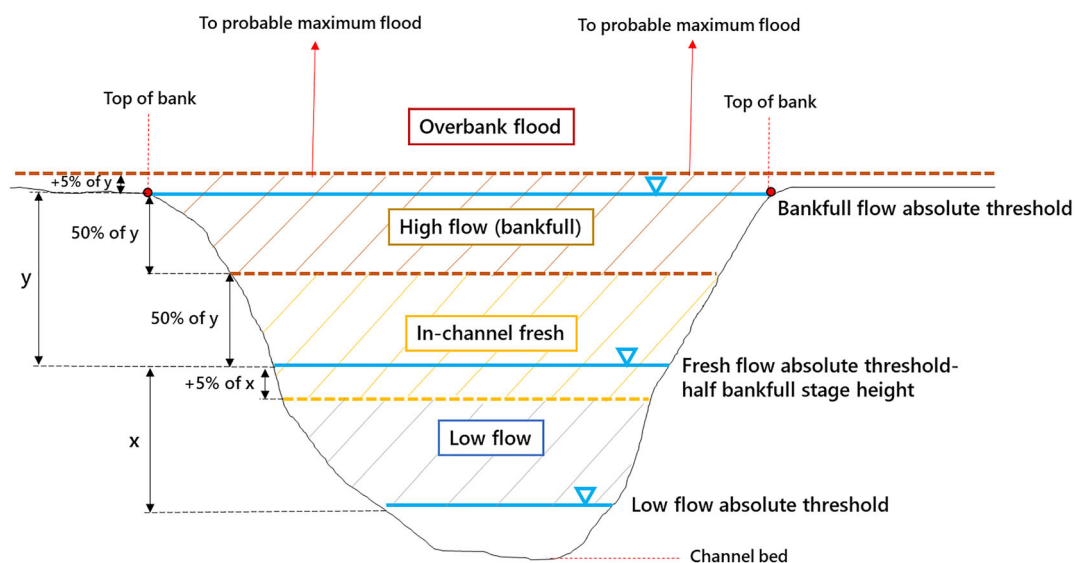 To probable maximum flood
To probable maximum flood
Top of bank
Top of bank
Overbank flood
+5% of y
Bankfull flow absolute threshold
High flow (bankfull)
50% of y
y
50% of y
In-channel fresh
Fresh flow absolute threshold-
half bankfull stage height
+5% of x
x
Low flow
Low flow absolute threshold
Channel bed